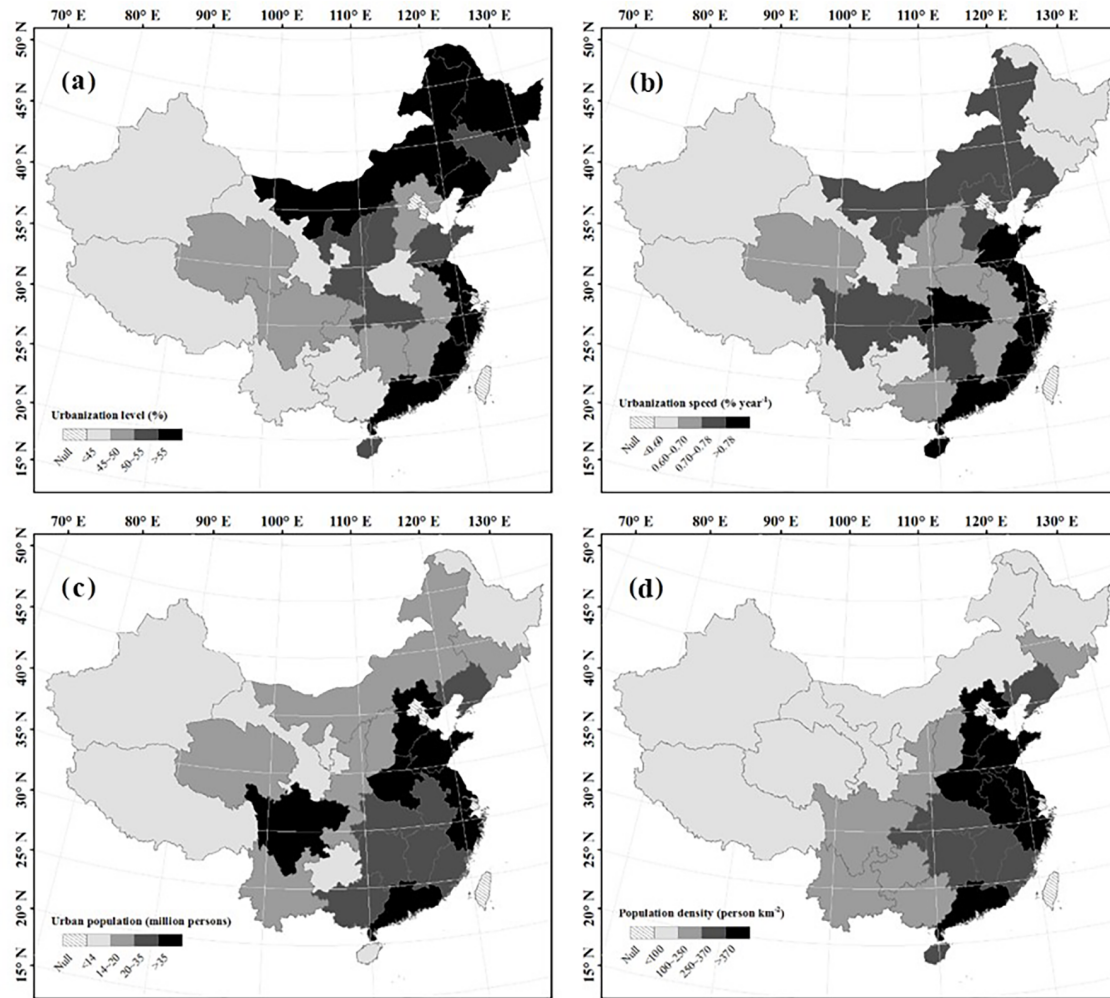 70° E 80° E 90° E 100° E 110° E 120° E 130° E
50° N
45° N
40° N
35° N
30° N
25° N
20° N
15° N
(a)
Urbanization level (%)
Null <45 45~50 50~55 >55
70° E 80° E 90° E 100° E 110° E 120° E 130° E
50° N
45° N
40° N
35° N
30° N
25° N
20° N
15° N
(b)
Urbanization speed (% year⁻¹)
Null <0.60 0.60~0.70 0.70~0.78 >0.78
70° E 80° E 90° E 100° E 110° E 120° E 130° E
50° N
45° N
40° N
35° N
30° N
25° N
20° N
15° N
(c)
Urban population (million persons)
Null <14 14~20 20~35 >35
70° E 80° E 90° E 100° E 110° E 120° E 130° E
50° N
45° N
40° N
35° N
30° N
25° N
20° N
15° N
(d)
Population density (person km⁻²)
Null <100 100~250 250~370 >370